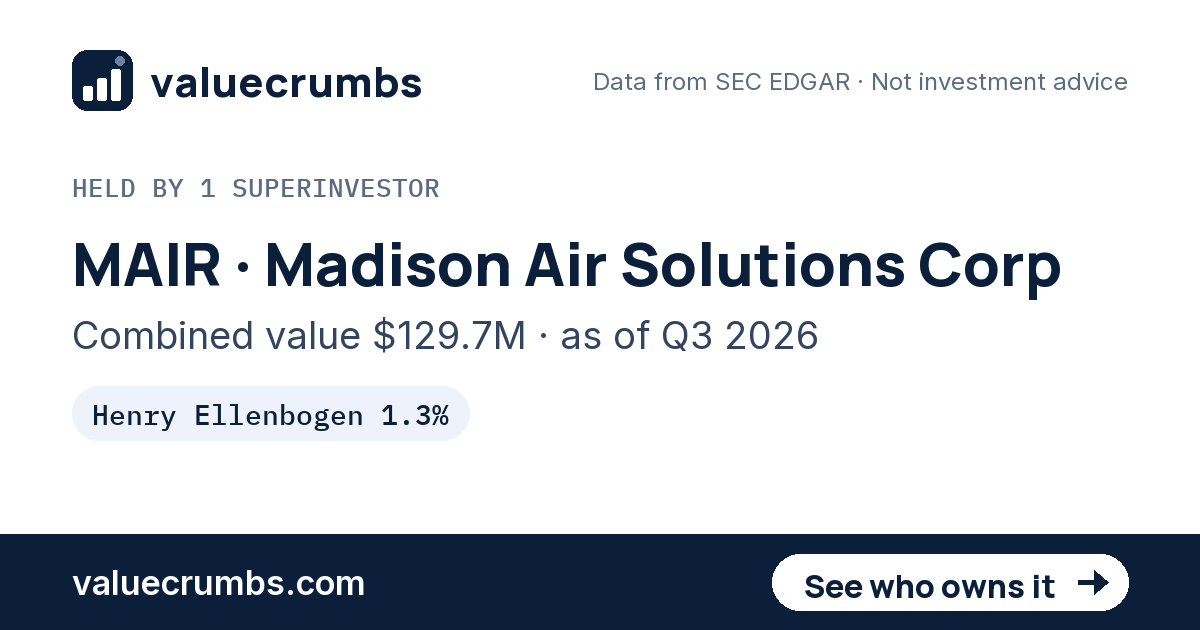 valuecrumbs
Data from SEC EDGAR · Not investment advice
HELD BY 1 SUPERINVESTOR
MAIR · Madison Air Solutions Corp
Combined value $129.7M · as of Q3 2026
Henry Ellenbogen 1.3%
valuecrumbs.com
See who owns it →